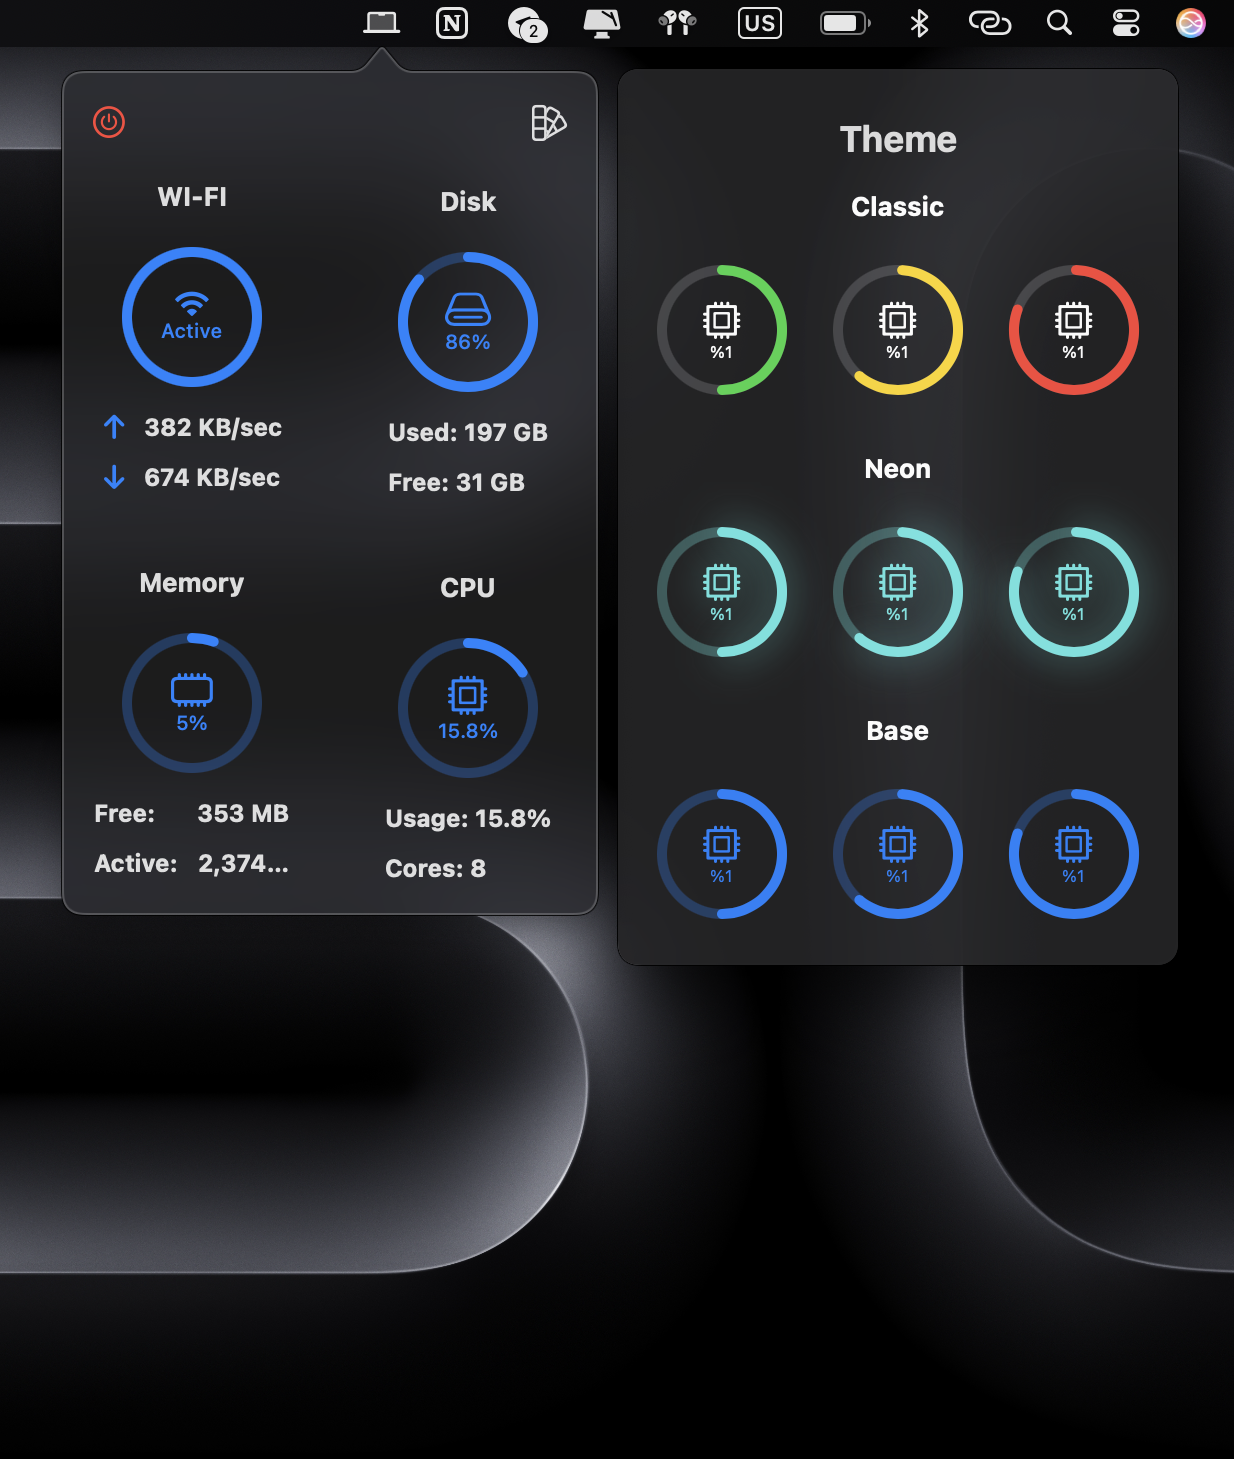 N
2
US
WI-FI
Active
↑ 382 KB/sec
↓ 674 KB/sec
Disk
86%
Used: 197 GB
Free: 31 GB
Memory
5%
Free: 353 MB
Active: 2,374...
CPU
15.8%
Usage: 15.8%
Cores: 8
Theme
Classic
%1 %1 %1
Neon
%1 %1 %1
Base
%1 %1 %1